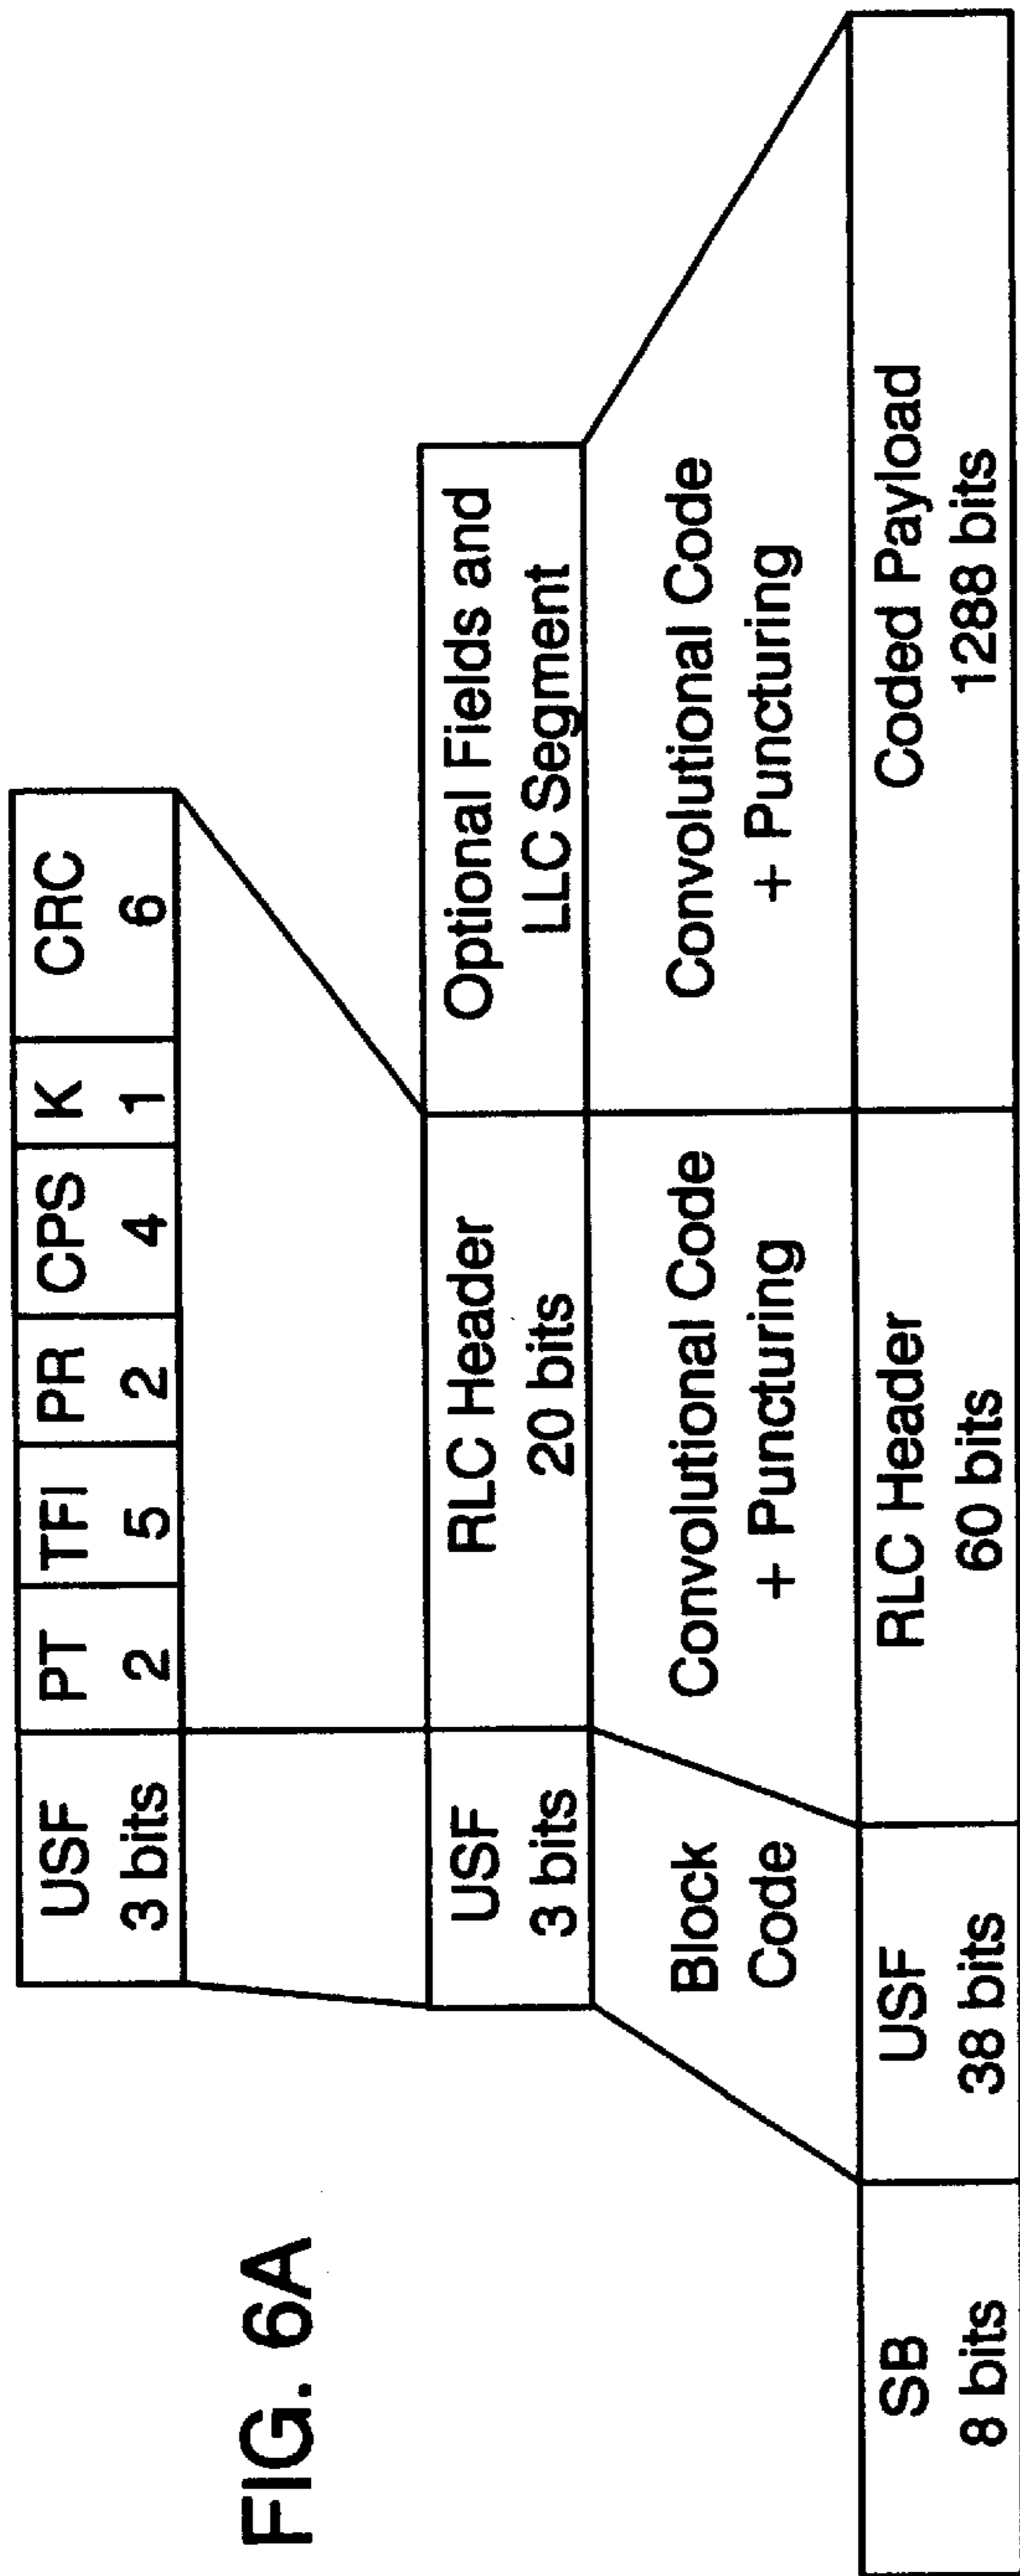 FIG. 6A
USF PT TFI PR CPS K CRC
3 bits 2 5 2 4 1 6
USF RLC Header Optional Fields and
3 bits 20 bits LLC Segment
Block Convolutional Code Convolutional Code
Code + Puncturing + Puncturing
SB USF RLC Header Coded Payload
8 bits 38 bits 60 bits 1288 bits